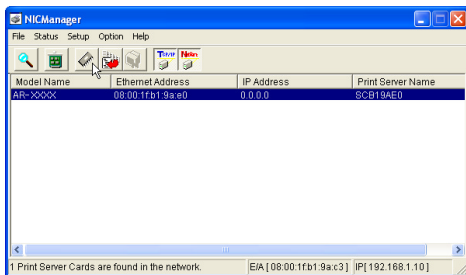 NICManager
File Status Setup Option Help
TCP/IP Netware
Model Name Ethernet Address IP Address Print Server Name
AR-XXXX 08:00:1f:b1:9a:e0 0.0.0.0 SCB19AE0
1 Print Server Cards are found in the network. E/A [ 08:00:1f:b1:9a:c3 ] IP[ 192.168.1.10 ]